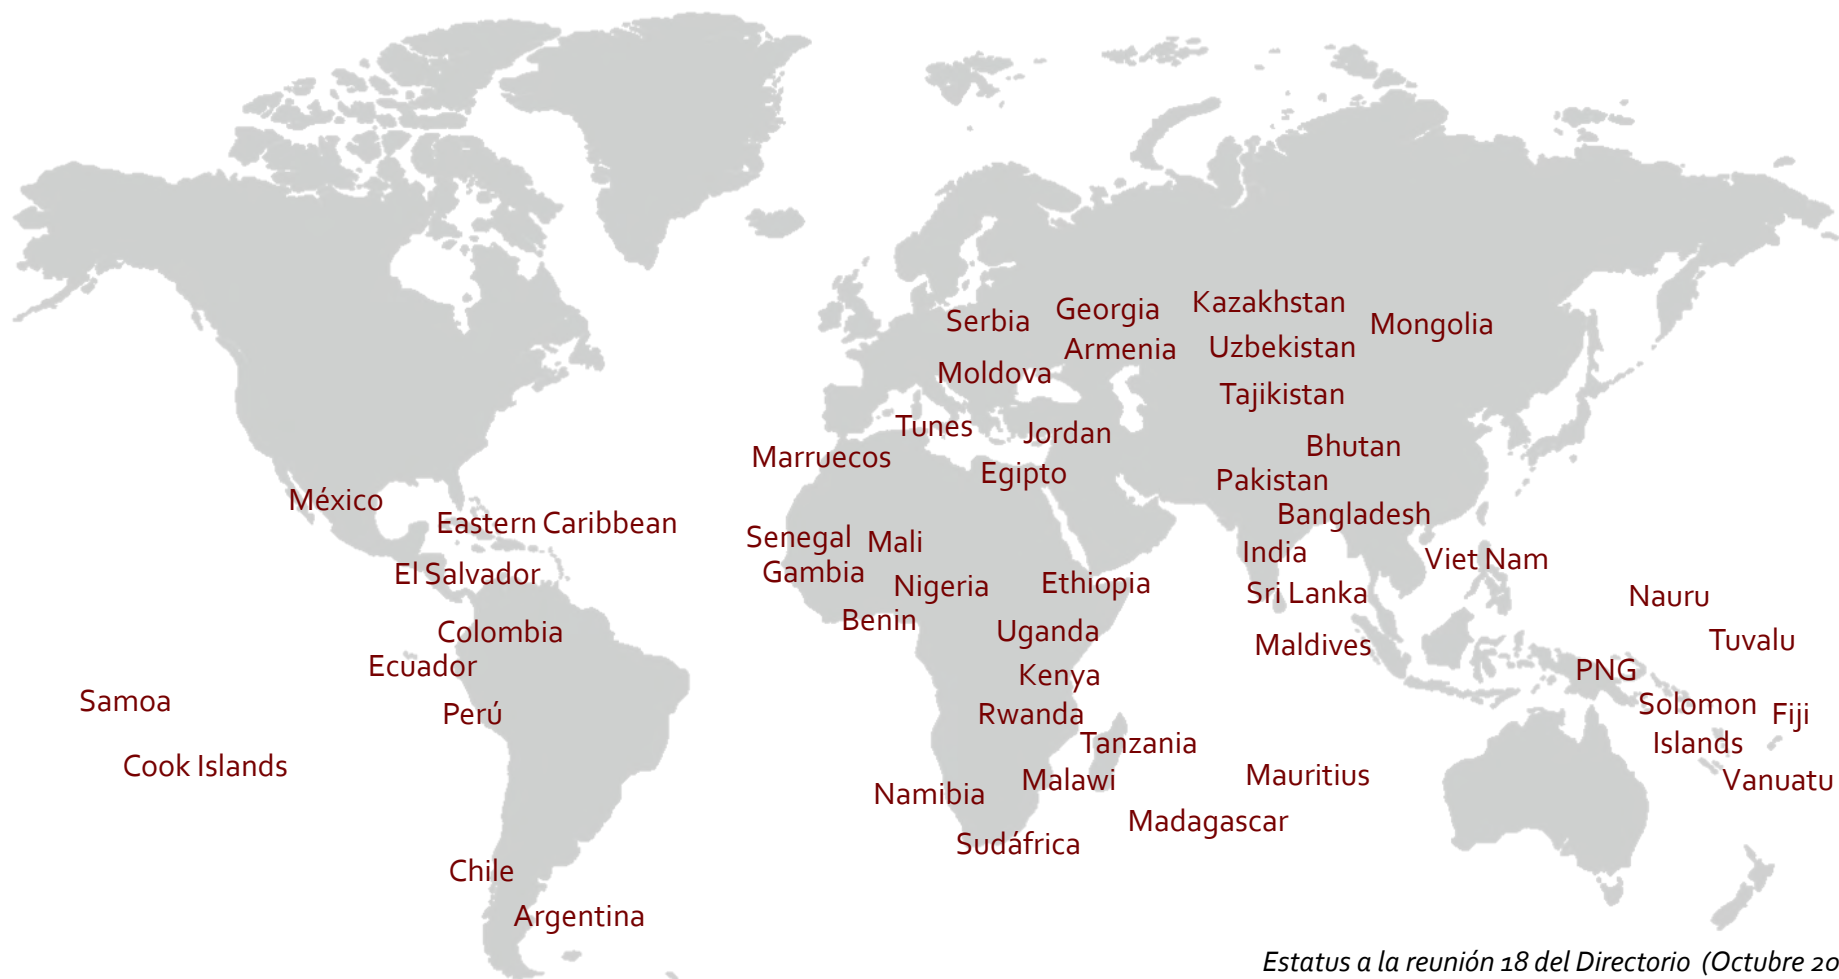 Kazakhstan
Georgia
Serbia
Mongolia
Armenia
Uzbekistan
Moldova
Tajikistan
Tunes
Jordan
Bhutan
Marruecos
Egipto
Pakistan
México
Bangladesh
Eastern Caribbean
Senegal
Mali
India
Viet Nam
El Salvador
Gambia
Nigeria
Ethiopia
Sri Lanka
Nauru
Benin
Colombia
Uganda
Maldives
Tuvalu
Ecuador
Kenya
PNG
Samoa
Perú
Rwanda
Solomon
Islands
Fiji
Tanzania
Cook Islands
Malawi
Mauritius
Vanuatu
Namibia
Madagascar
Sudáfrica
Chile
Argentina
Estatus a la reunión 18 del Directorio (Octubre 20